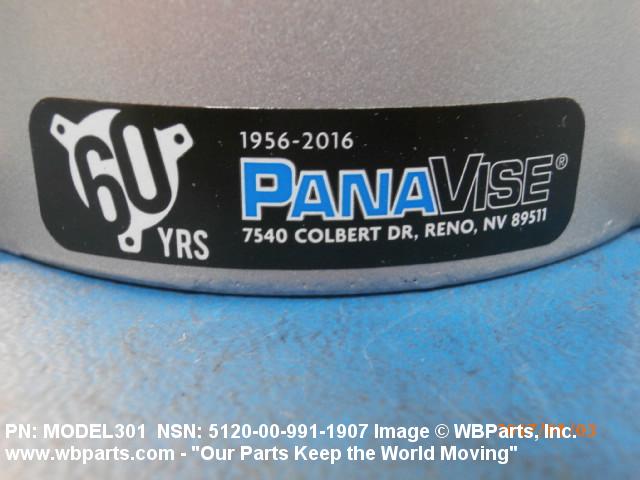 60
YRS
1956-2016
PANAVISE®
7540 COLBERT DR, RENO, NV 89511
PN: MODEL301 NSN: 5120-00-991-1907 Image © WBParts, Inc.
www.wbparts.com - "Our Parts Keep the World Moving"